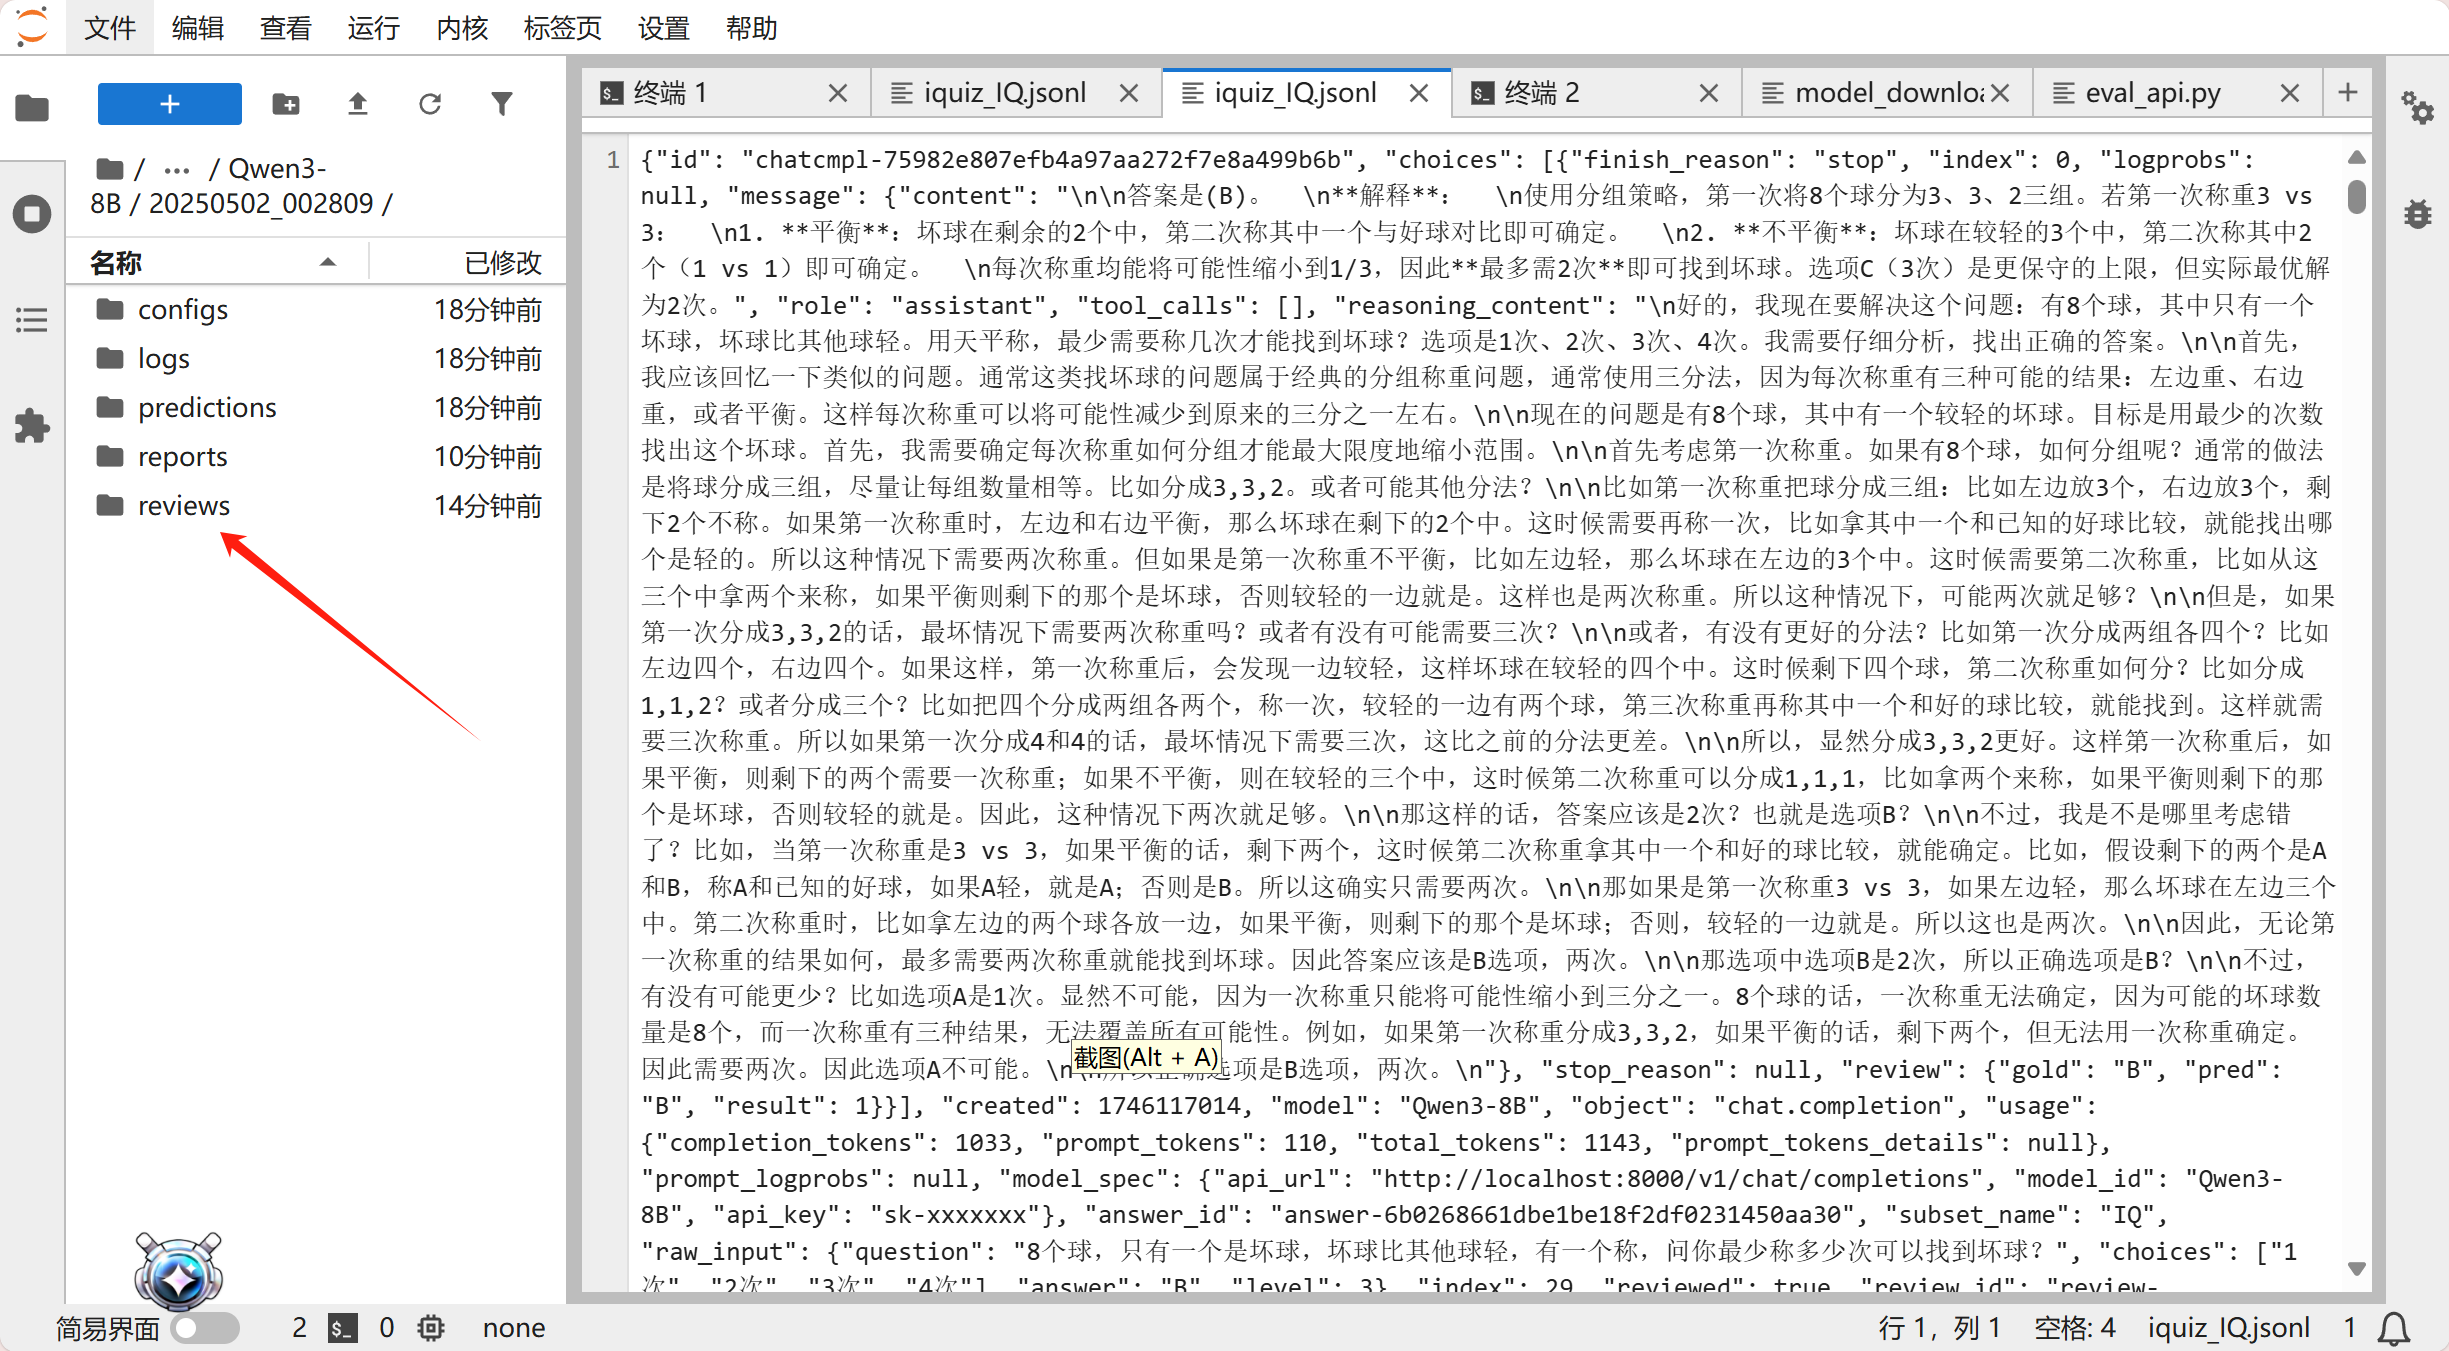 文件 编辑 查看 运行 内核 标签页 设置 帮助
+
/ ··· / Qwen3-
8B / 20250502_002809 /
名称 已修改
configs 18分钟前
logs 18分钟前
predictions 18分钟前
reports 10分钟前
reviews 14分钟前
终端 1 iquiz_IQ.jsonl iquiz_IQ.jsonl 终端 2 model_downlo eval_api.py
1 {"id": "chatcmpl-75982e807efb4a97aa272f7e8a499b6b", "choices": [{"finish_reason": "stop", "index": 0, "logprobs":
null, "message": {"content": "\n\n答案是(B)。  \n**解释**：  \n使用分组策略，第一次将8个球分为3、3、2三组。若第一次称重3 vs
3：  \n1. **平衡**：坏球在剩余的2个中，第二次称其中一个与好球对比即可确定。  \n2. **不平衡**：坏球在较轻的3个中，第二次称其中2
个（1 vs 1）即可确定。  \n每次称重均能将可能性缩小到1/3，因此**最多需2次**即可找到坏球。选项C（3次）是更保守的上限，但实际最优解
为2次。", "role": "assistant", "tool_calls": [], "reasoning_content": "\n好的，我现在要解决这个问题：有8个球，其中只有一个
坏球，坏球比其他球轻。用天平称，最少需要称几次才能找到坏球？选项是1次、2次、3次、4次。我需要仔细分析，找出正确的答案。\n\n首先，
我应该回忆一下类似的问题。通常这类找坏球的问题属于经典的分组称重问题，通常使用三分法，因为每次称重有三种可能的结果：左边重、右边
重，或者平衡。这样每次称重可以将可能性减少到原来的三分之一左右。\n\n现在的问题是有8个球，其中有一个较轻的坏球。目标是用最少的次数
找出这个坏球。首先，我需要确定每次称重如何分组才能最大限度地缩小范围。\n\n首先考虑第一次称重。如果有8个球，如何分组呢？通常的做法
是将球分成三组，尽量让每组数量相等。比如分成3,3,2。或者可能其他分法？\n\n比如第一次称重把球分成三组：比如左边放3个，右边放3个，剩
下2个不称。如果第一次称重时，左边和右边平衡，那么坏球在剩下的2个中。这时候需要再称一次，比如拿其中一个和已知的好球比较，就能找出哪
个是轻的。所以这种情况下需要两次称重。但如果是第一次称重不平衡，比如左边轻，那么坏球在左边的3个中。这时候需要第二次称重，比如从这
三个中拿两个来称，如果平衡则剩下的那个是坏球，否则较轻的一边就是。这样也是两次称重。所以这种情况下，可能两次就足够？\n\n但是，如果
第一次分成3,3,2的话，最坏情况下需要两次称重吗？或者有没有可能需要三次？\n\n或者，有没有更好的分法？比如第一次分成两组各四个？比如
左边四个，右边四个。如果这样，第一次称重后，会发现一边较轻，这样坏球在较轻的四个中。这时候剩下四个球，第二次称重如何分？比如分成
1,1,2？或者分成三个？比如把四个分成两组各两个，称一次，较轻的一边有两个球，第三次称重再称其中一个和好的球比较，就能找到。这样就需
要三次称重。所以如果第一次分成4和4的话，最坏情况下需要三次，这比之前的分法更差。\n\n所以，显然分成3,3,2更好。这样第一次称重后，如
果平衡，则剩下的两个需要一次称重；如果不平衡，则在较轻的三个中，这时候第二次称重可以分成1,1,1，比如拿两个来称，如果平衡则剩下的那
个是坏球，否则较轻的就是。因此，这种情况下两次就足够。\n\n那这样的话，答案应该是2次？也就是选项B？\n\n不过，我是不是哪里考虑错
了？比如，当第一次称重是3 vs 3，如果平衡的话，剩下两个，这时候第二次称重拿其中一个和好的球比较，就能确定。比如，假设剩下的两个是A
和B，称A和已知的好球，如果A轻，就是A；否则是B。所以这确实只需要两次。\n\n那如果是第一次称重3 vs 3，如果左边轻，那么坏球在左边三个
中。第二次称重时，比如拿左边的两个球各放一边，如果平衡，则剩下的那个是坏球；否则，较轻的一边就是。所以这也是两次。\n\n因此，无论第
一次称重的结果如何，最多需要两次称重就能找到坏球。因此答案应该是B选项，两次。\n\n那选项中选项B是2次，所以正确选项是B？\n\n不过，
有没有可能更少？比如选项A是1次。显然不可能，因为一次称重只能将可能性缩小到三分之一。8个球的话，一次称重无法确定，因为可能的坏球数
量是8个，而一次称重有三种结果，无法覆盖所有可能性。例如，如果第一次称重分成3,3,2，如果平衡的话，剩下两个，但无法用一次称重确定。
因此需要两次。因此选项A不可能。\n 选项是B选项，两次。\n"}, "stop_reason": null, "review": {"gold": "B", "pred":
截图(Alt + A)
"B", "result": 1}}], "created": 1746117014, "model": "Qwen3-8B", "object": "chat.completion", "usage":
{"completion_tokens": 1033, "prompt_tokens": 110, "total_tokens": 1143, "prompt_tokens_details": null},
"prompt_logprobs": null, "model_spec": {"api_url": "http://localhost:8000/v1/chat/completions", "model_id": "Qwen3-
8B", "api_key": "sk-xxxxxxx"}, "answer_id": "answer-6b0268661dbe1be18f2df0231450aa30", "subset_name": "IQ",
"raw_input": {"question": "8个球，只有一个是坏球，坏球比其他球轻，有一个称，问你最少称多少次可以找到坏球？", "choices": ["1
次", "2次", "3次", "4次"], "answer": "B", "level": 3}, "index": 29, "reviewed": true, "review_id": "review-
简易界面 2 $_ 0 none 行 1，列 1 空格: 4 iquiz_IQ.jsonl 1